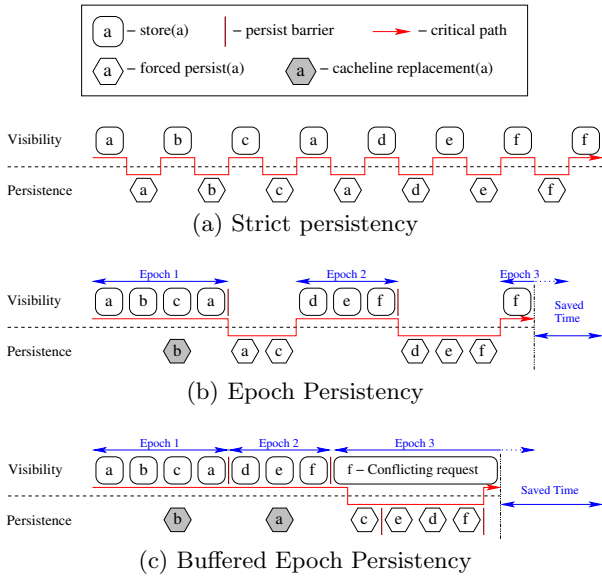 a – store(a) – persist barrier – critical path
a – forced persist(a) a – cacheline replacement(a)
Visibility a b c a d e f f
Persistence a b c a d e f
(a) Strict persistency
Epoch 1 Epoch 2 Epoch 3
Visibility a b c a d e f f
Saved
Time
Persistence b a c d e f
(b) Epoch Persistency
Epoch 1 Epoch 2 Epoch 3
Visibility a b c a d e f f – Conflicting request
Saved Time
Persistence b a c e d f
(c) Buffered Epoch Persistency